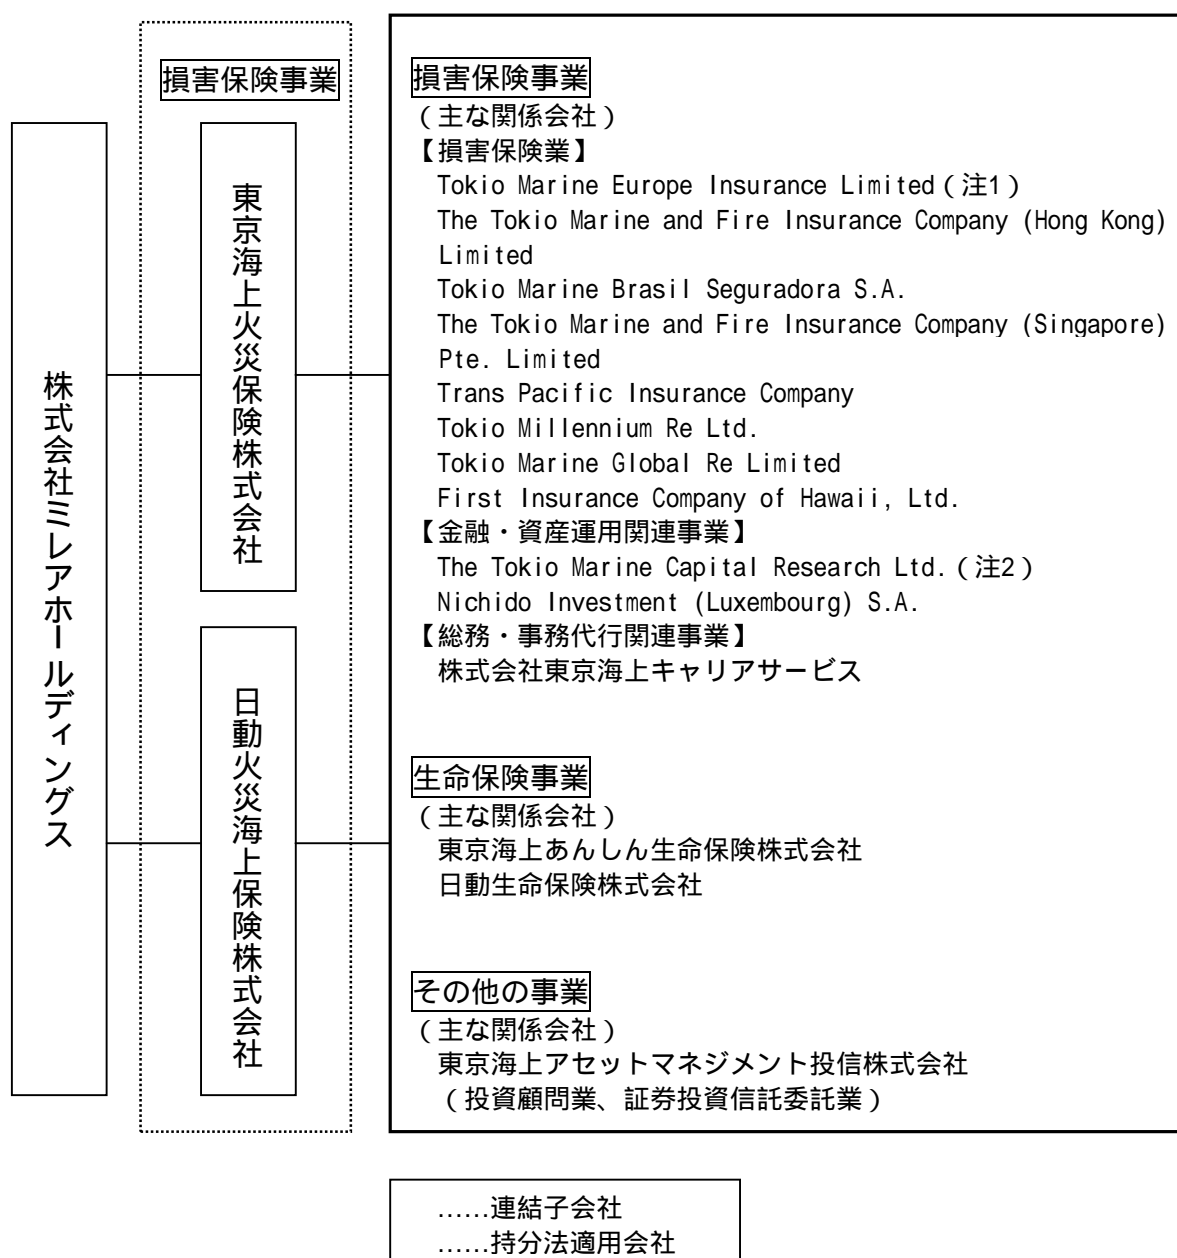 株式会社ミレアホールディングス
損害保険事業
東京海上火災保険株式会社
日動火災海上保険株式会社
損害保険事業
(主な関係会社)
【損害保険業】
Tokio Marine Europe Insurance Limited(注1)
The Tokio Marine and Fire Insurance Company (Hong Kong)
Limited
Tokio Marine Brasil Seguradora S.A.
The Tokio Marine and Fire Insurance Company (Singapore)
Pte. Limited
Trans Pacific Insurance Company
Tokio Millennium Re Ltd.
Tokio Marine Global Re Limited
First Insurance Company of Hawaii, Ltd.
【金融・資産運用関連事業】
The Tokio Marine Capital Research Ltd.(注2)
Nichido Investment (Luxembourg) S.A.
【総務・事務代行関連事業】
株式会社東京海上キャリアサービス
生命保険事業
(主な関係会社)
東京海上あんしん生命保険株式会社
日動生命保険株式会社
その他の事業
(主な関係会社)
東京海上アセットマネジメント投信株式会社
(投資顧問業、証券投資信託委託業)
……連結子会社
……持分法適用会社